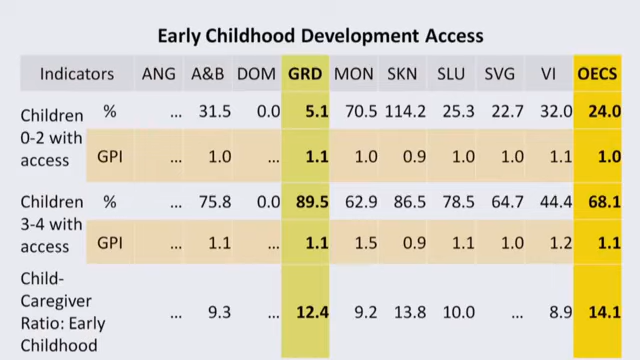 Early Childhood Development Access
Indicators ANG A&B DOM GRD MON SKN SLU SVG VI OECS
Children 0-2 with access % ... 31.5 0.0 5.1 70.5 114.2 25.3 22.7 32.0 24.0
GPI ... 1.0 ... 1.1 1.0 0.9 1.0 1.0 1.1 1.0
Children 3-4 with access % ... 75.8 0.0 89.5 62.9 86.5 78.5 64.7 44.4 68.1
GPI ... 1.1 ... 1.1 1.5 0.9 1.1 1.0 1.2 1.1
Child-
Caregiver
Ratio: Early
Childhood ... 9.3 ... 12.4 9.2 13.8 10.0 ... 8.9 14.1